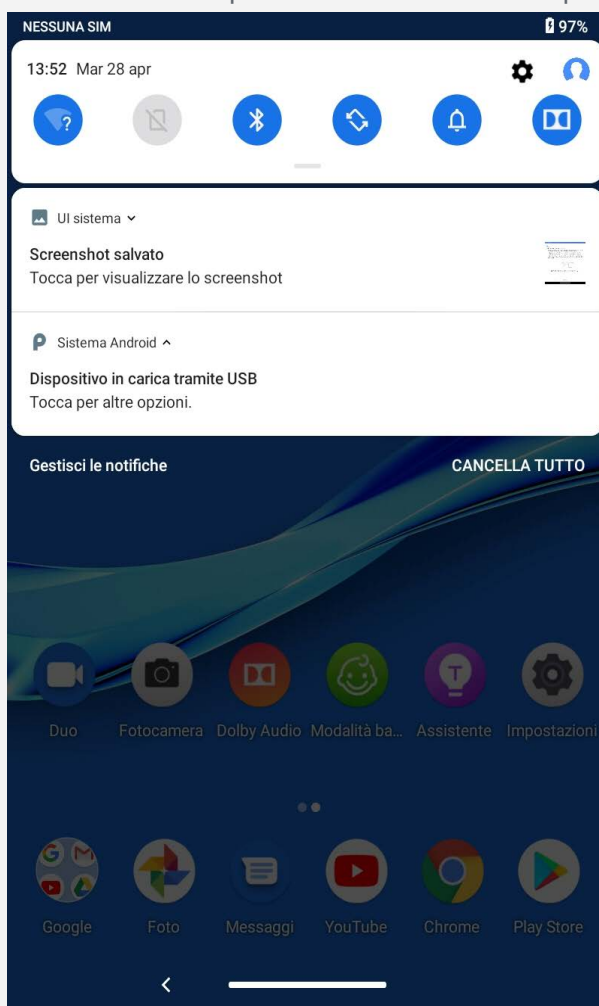 NESSUNA SIM 97%
13:52 Mar 28 apr
UI sistema
Screenshot salvato
Tocca per visualizzare lo screenshot
Sistema Android
Dispositivo in carica tramite USB
Tocca per altre opzioni.
Gestisci le notifiche CANCELLA TUTTO
Duo Fotocamera Dolby Audio Modalità ba... Assistente Impostazioni
Google Foto Messaggi YouTube Chrome Play Store